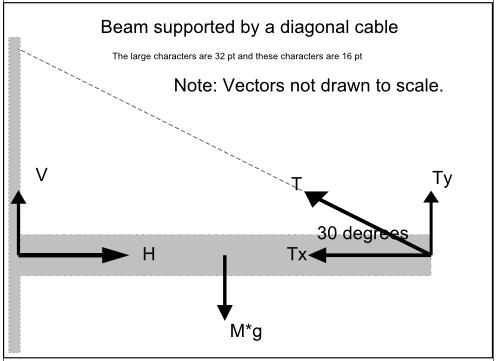 Beam supported by a diagonal cable
The large characters are 32 pt and these characters are 16 pt
Note: Vectors not drawn to scale.
V
T
Ty
30 degrees
H
Tx
M*g